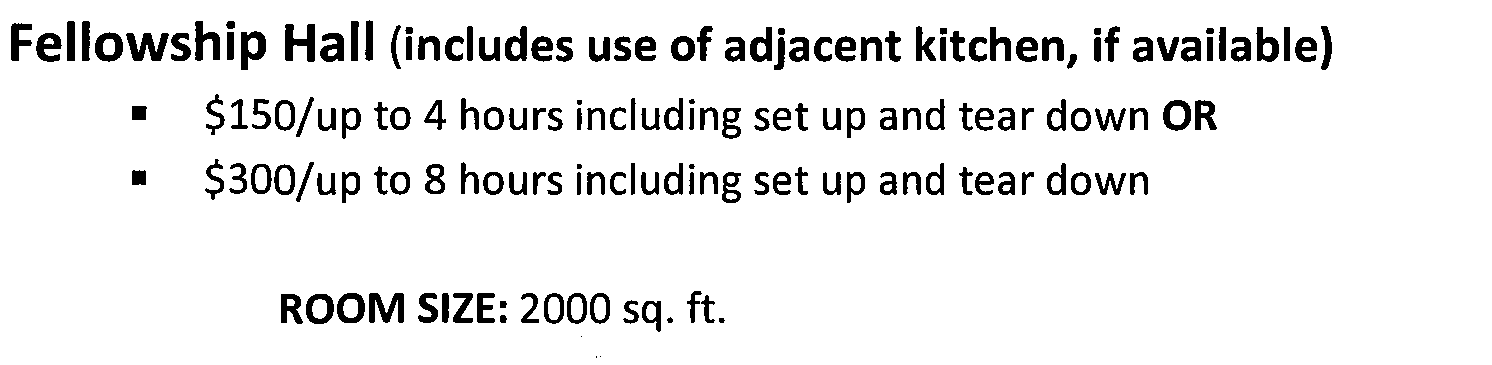 Fellowship Hall (includes use of adjacent kitchen, if available)
▪ $150/up to 4 hours including set up and tear down OR
▪ $300/up to 8 hours including set up and tear down
ROOM SIZE: 2000 sq. ft.